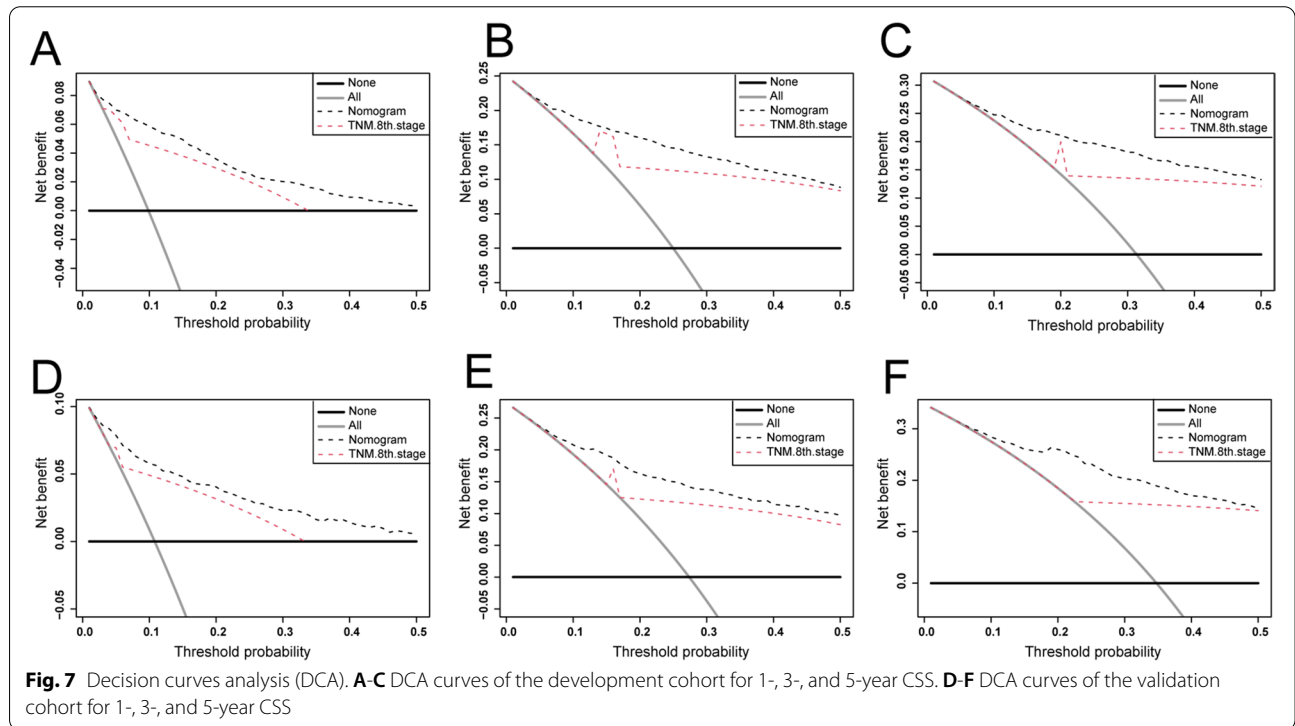 A
None
All
Nomogram
TNM.8th.stage
Net benefit
−0.04 −0.02 0.00 0.02 0.04 0.06 0.08
0.0 0.1 0.2 0.3 0.4 0.5
Threshold probability
B
None
All
Nomogram
TNM.8th.stage
Net benefit
−0.05 0.00 0.05 0.10 0.15 0.20 0.25
0.0 0.1 0.2 0.3 0.4 0.5
Threshold probability
C
None
All
Nomogram
TNM.8th.stage
Net benefit
−0.05 0.00 0.05 0.10 0.15 0.20 0.25 0.30
0.0 0.1 0.2 0.3 0.4 0.5
Threshold probability
D
None
All
Nomogram
TNM.8th.stage
Net benefit
−0.05 0.00 0.05 0.10
0.0 0.1 0.2 0.3 0.4 0.5
Threshold probability
E
None
All
Nomogram
TNM.8th.stage
Net benefit
−0.05 0.00 0.05 0.10 0.15 0.20 0.25
0.0 0.1 0.2 0.3 0.4 0.5
Threshold probability
F
None
All
Nomogram
TNM.8th.stage
Net benefit
0.0 0.1 0.2 0.3
0.0 0.1 0.2 0.3 0.4 0.5
Threshold probability
Fig. 7 Decision curves analysis (DCA). A-C DCA curves of the development cohort for 1-, 3-, and 5-year CSS. D-F DCA curves of the validation
cohort for 1-, 3-, and 5-year CSS